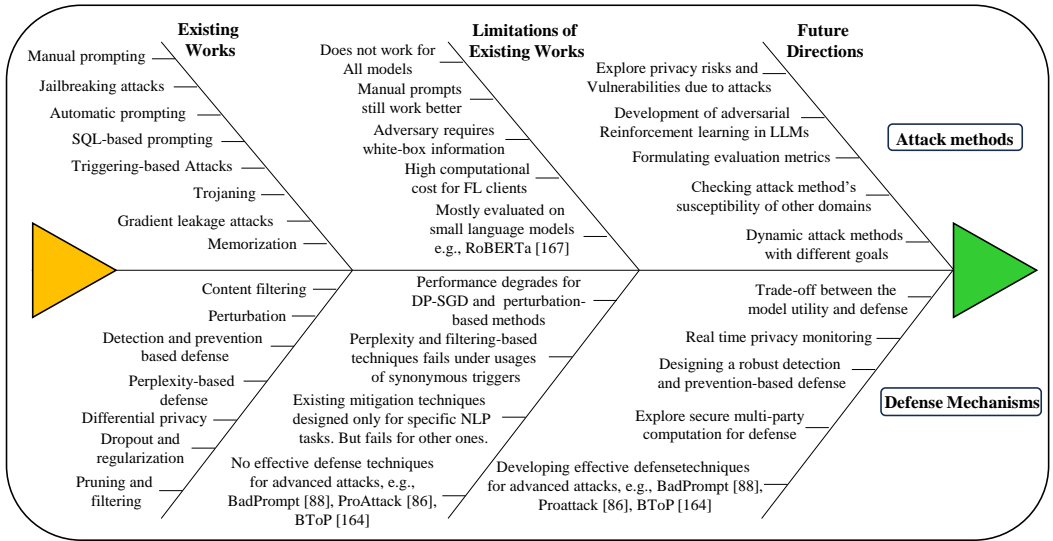 Existing
Works
Manual prompting
Jailbreaking attacks
Automatic prompting
SQL-based prompting
Triggering-based Attacks
Trojaning
Gradient leakage attacks
Memorization
Limitations of
Existing Works
Does not work for
All models
Manual prompts
still work better
Adversary requires
white-box information
High computational
cost for FL clients
Mostly evaluated on
small language models
e.g., RoBERTa [167]
Future
Directions
Explore privacy risks and
Vulnerabilities due to attacks
Development of adversarial
Reinforcement learning in LLMs
Formulating evaluation metrics
Checking attack method's
susceptibility of other domains
Dynamic attack methods
with different goals
Attack methods
Content filtering
Perturbation
Detection and prevention
based defense
Perplexity-based
defense
Differential privacy
Dropout and
regularization
Pruning and
filtering
Performance degrades for
DP-SGD and perturbation-
based methods
Perplexity and filtering-based
techniques fails under usages
of synonymous triggers
Existing mitigation techniques
designed only for specific NLP
tasks. But fails for other ones.
No effective defense techniques
for advanced attacks, e.g.,
BadPrompt [88], ProAttack [86],
BToP [164]
Trade-off between the
model utility and defense
Real time privacy monitoring
Designing a robust detection
and prevention-based defense
Explore secure multi-party
computation for defense
Developing effective defensetechniques
for advanced attacks, e.g., BadPrompt [88],
Proattack [86], BToP [164]
Defense Mechanisms